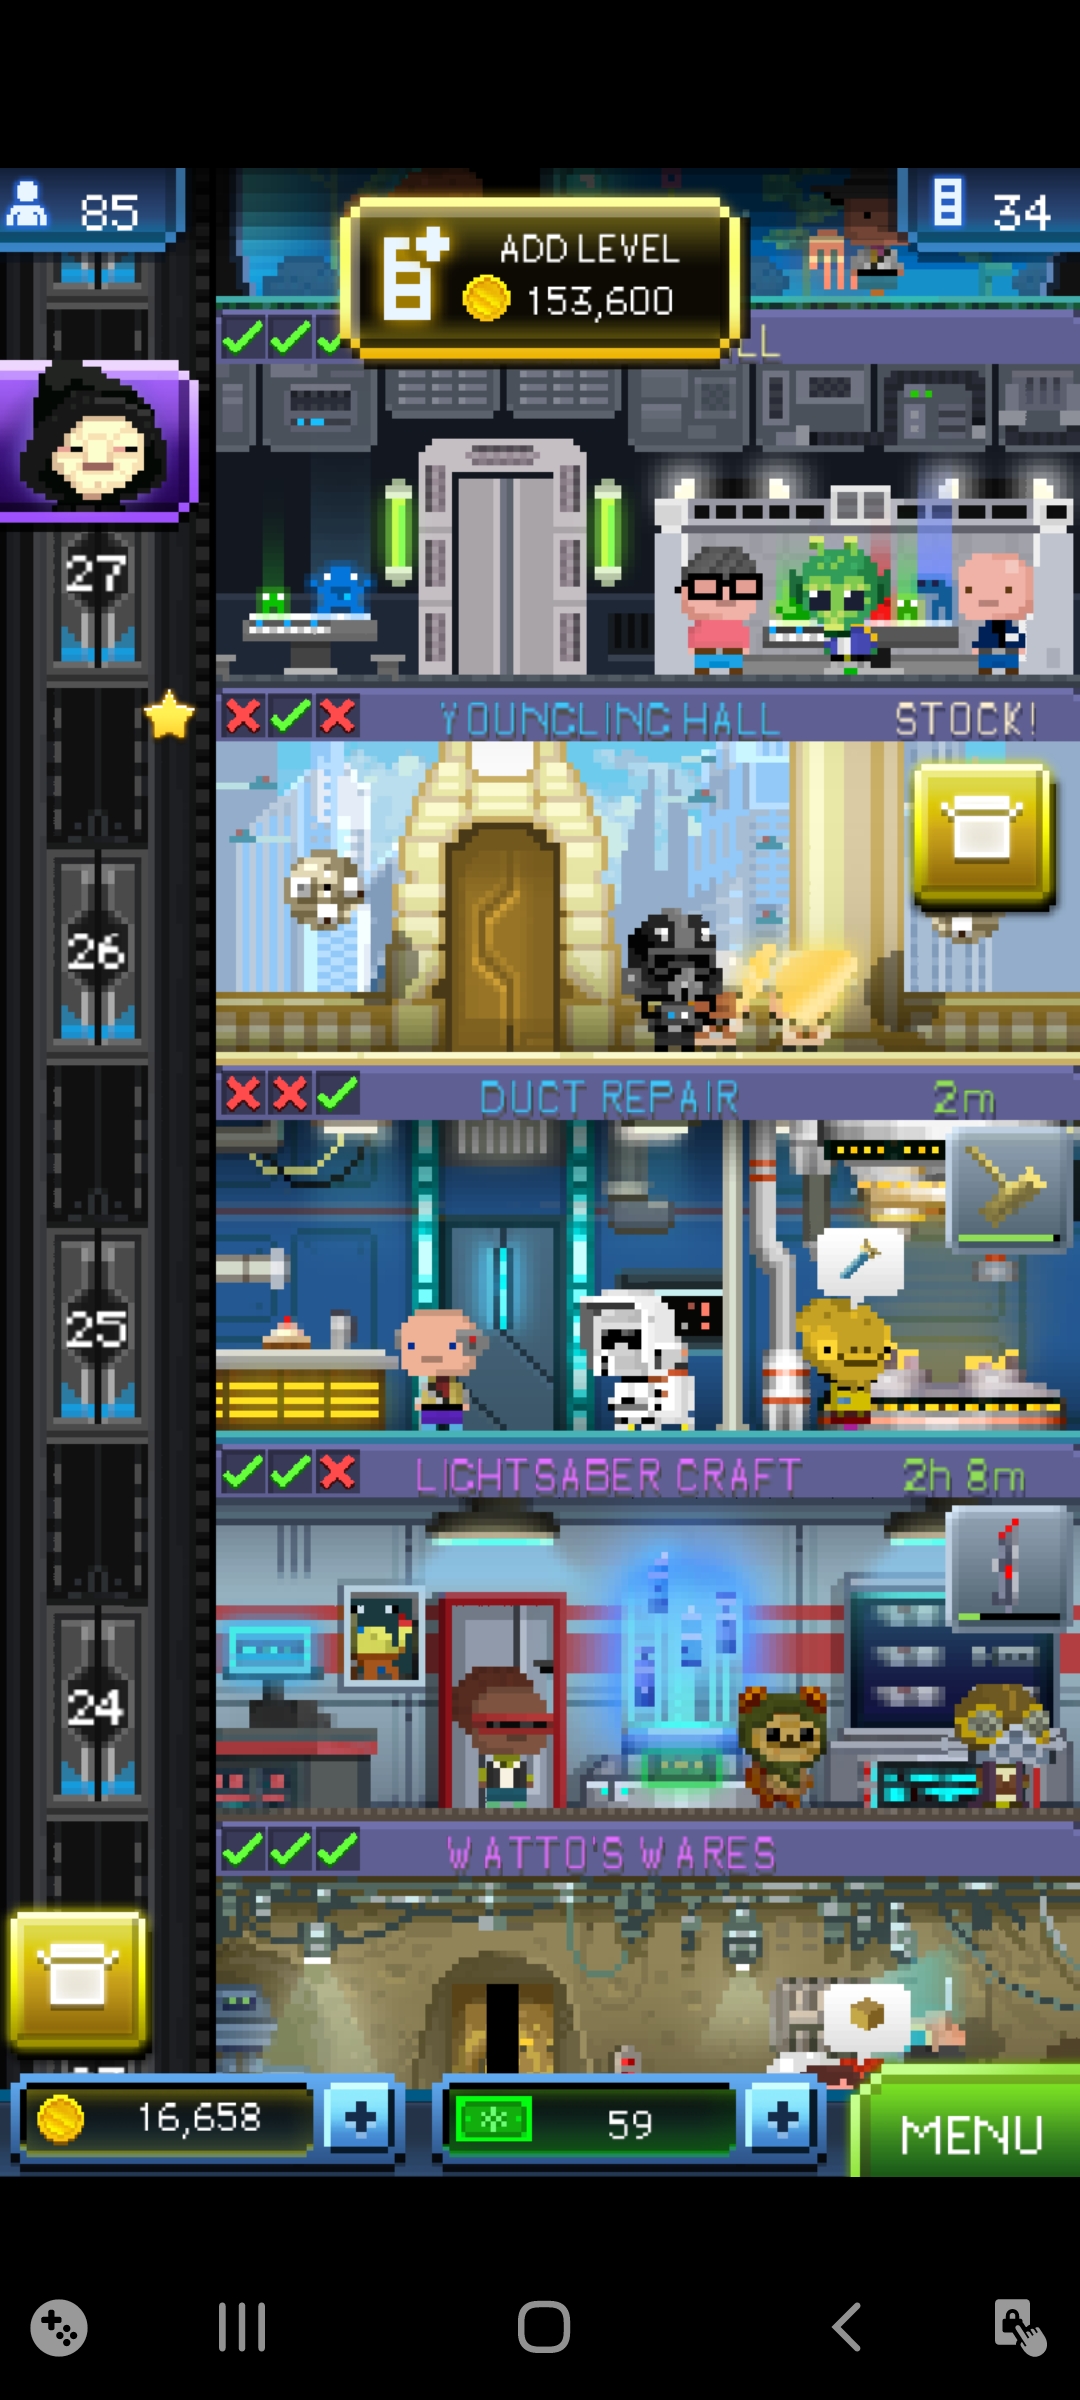 85
ADD LEVEL
153,600
34
LL
27
YOUNGLING HALL
STOCK!
26
DUCT REPAIR
2m
25
LIGHTSABER CRAFT
2h 8m
24
WATTO'S WARES
16,658
59
MENU